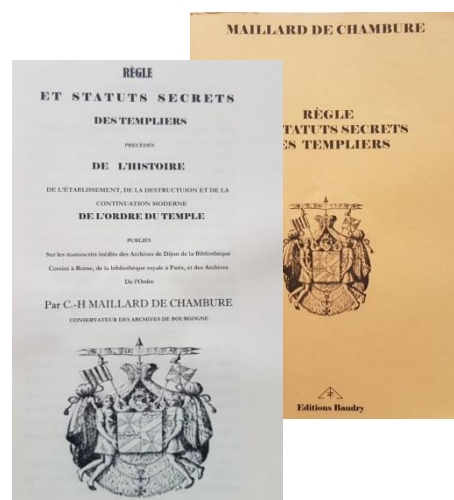 RÈGLE
ET STATUTS SECRETS
DES TEMPLIERS
PRÉCÉDÉS
DE L'HISTOIRE
DE L'ÉTABLISSEMENT, DE LA DESTRUCTUION ET DE LA
CONTINUATION MODERNE
DE L'ORDRE DU TEMPLE
PUBLIÉS
Sur les manuscrits inédits des Archives de Dijon de la Bibliothèque
Corsini à Rome, de la bibliothèque royale à Paris, et des Archives
De l'Ordre
Par C.-H MAILLARD DE CHAMBURE
CONSERVATEUR DES ARCHIVES DE BOURGOGNE
MAILLARD DE CHAMBURE
RÈGLE
TATUTS SECRETS
ES TEMPLIERS
Editions Baudry